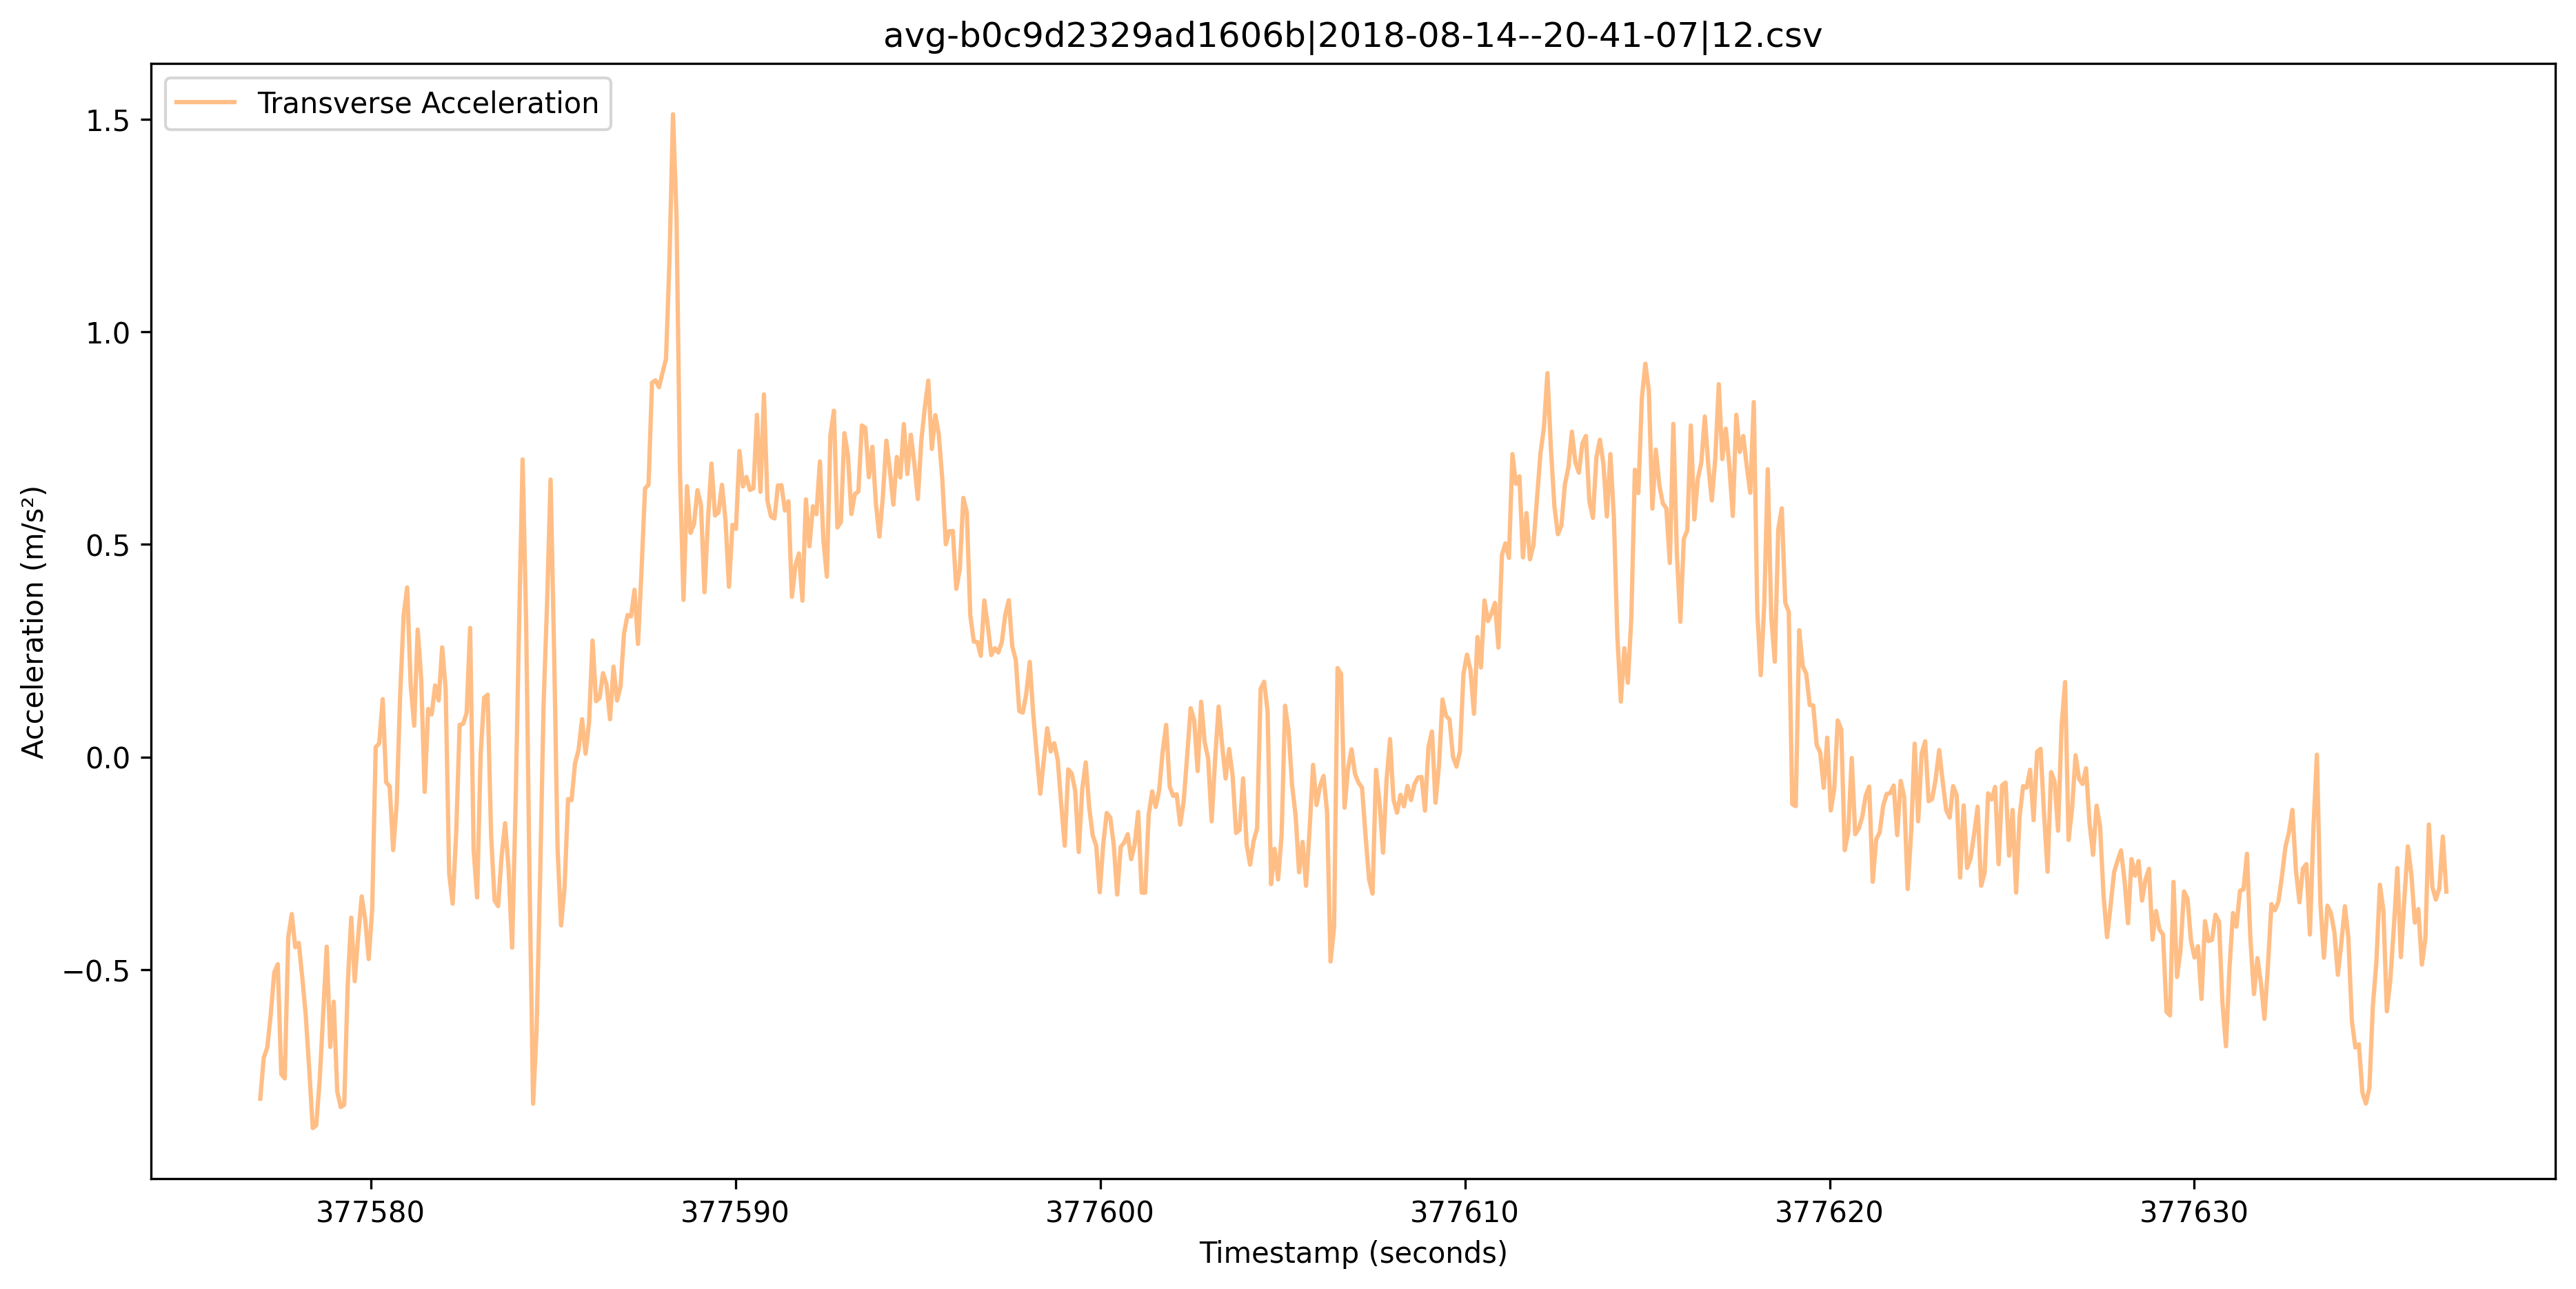 avg-b0c9d2329ad1606b|2018-08-14--20-41-07|12.csv
Transverse Acceleration
1.5
1.0
0.5
0.0
−0.5
Acceleration (m/s²)
377580 377590 377600 377610 377620 377630
Timestamp (seconds)